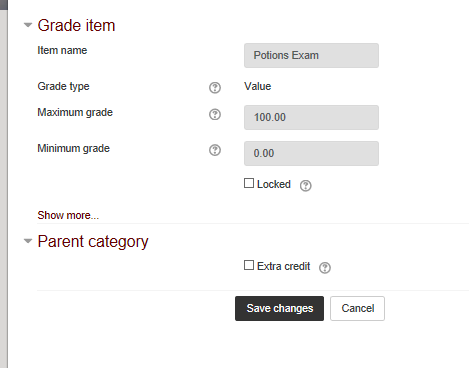 Grade item
Item name
Potions Exam
Grade type
Value
Maximum grade
100.00
Minimum grade
0.00
Locked
Show more...
Parent category
Extra credit
Save changes
Cancel